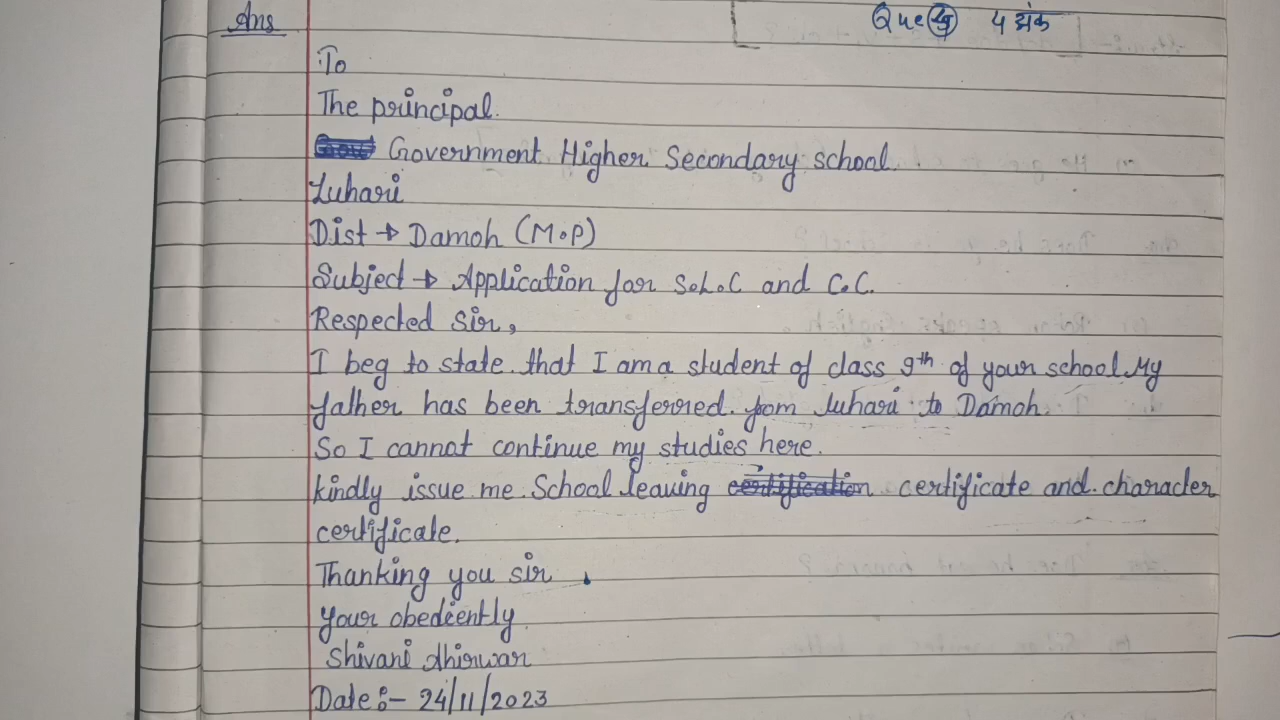 Ans
Que 29 4 अंक
To
The principal.
Government Higher Secondary school.
Luhari
Dist → Damoh (M.P)
Subject → Application for S.L.C and C.C.
Respected Sir,
I beg to state that I am a student of class 9th of your school. My
father has been transferred. from Luhari to Damoh
So I cannot continue my studies here.
kindly issue me School leaving certification certificate and character
certificate.
Thanking you sir
your obediently
Shivani Ahirwar
Date :- 24/11/2023